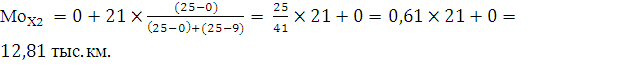 Mo_X2 = 0 + 21 × (25−0)/((25−0)+(25−9)) = 25/41 × 21 + 0 = 0,61 × 21 + 0 =
12,81 тыс. км.